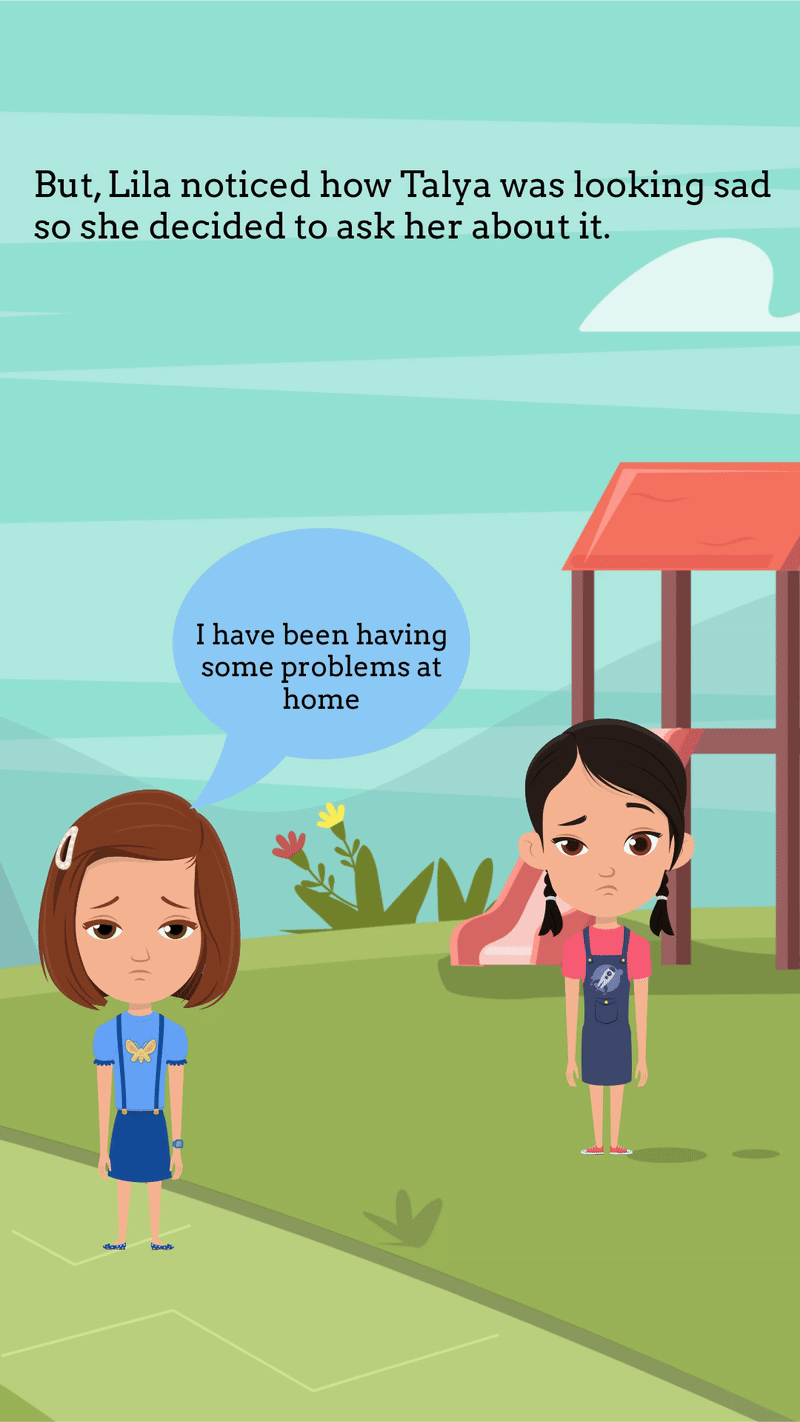 But, Lila noticed how Talya was looking sad
so she decided to ask her about it.
I have been having
some problems at
home